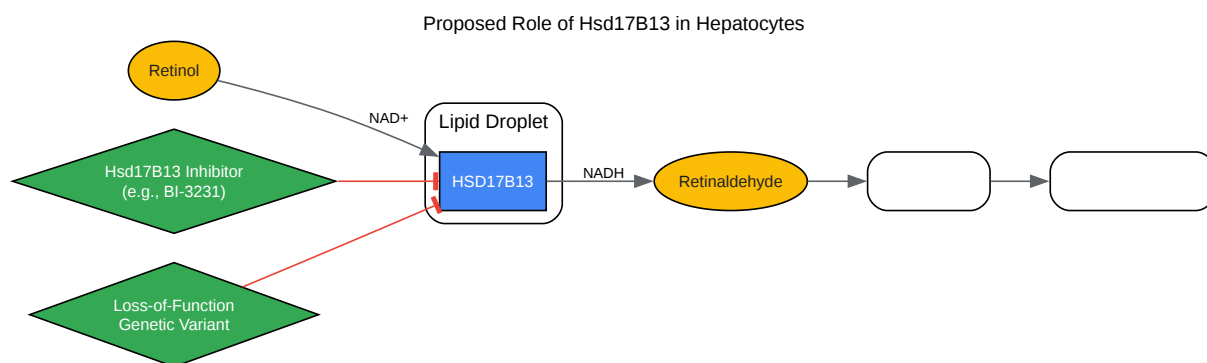 Proposed Role of Hsd17B13 in Hepatocytes
Retinol
NAD+
Lipid Droplet
Hsd17B13 Inhibitor
(e.g., BI-3231)
HSD17B13
NADH
Retinaldehyde
Loss-of-Function
Genetic Variant